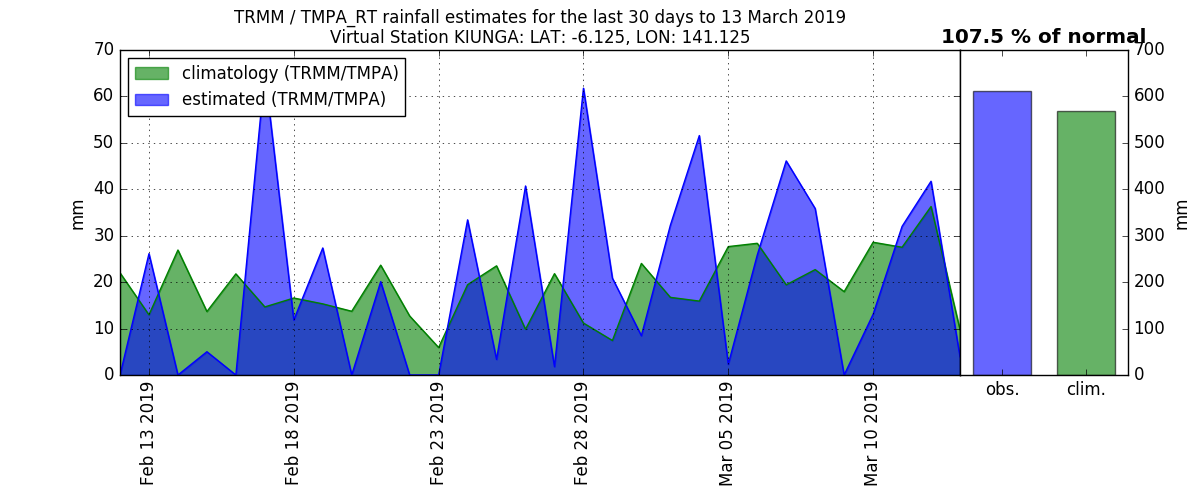 TRMM / TMPA_RT rainfall estimates for the last 30 days to 13 March 2019
Virtual Station KIUNGA: LAT: -6.125, LON: 141.125
107.5 % of normal
climatology (TRMM/TMPA)
estimated (TRMM/TMPA)
70
60
50
40
30
20
10
0
mm
700
600
500
400
300
200
100
0
mm
obs.
clim.
Feb 13 2019
Feb 18 2019
Feb 23 2019
Feb 28 2019
Mar 05 2019
Mar 10 2019